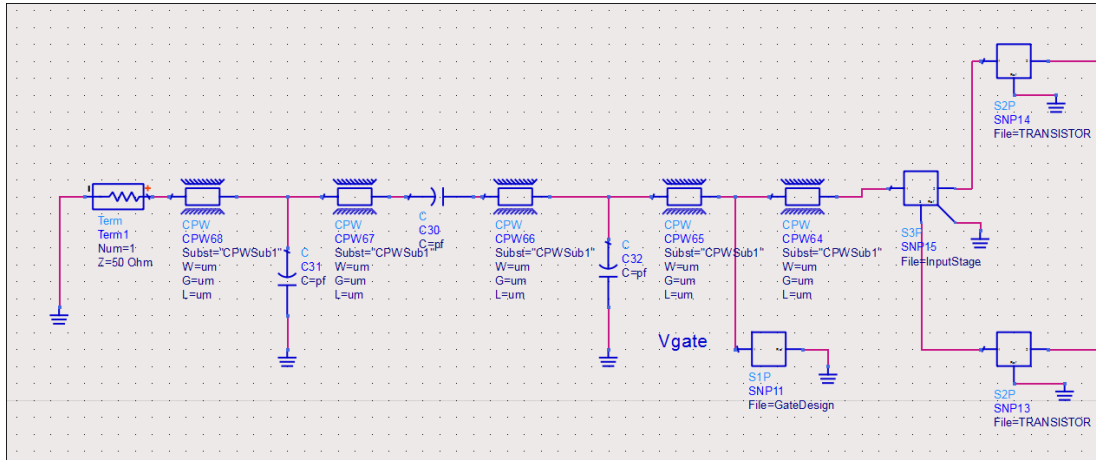 S2P
SNP14
File=TRANSISTOR
Term
Term1
Num=1
Z=50 Ohm
CPW
CPW68
Subst="CPWSub1"
W=um
G=um
L=um
C
C31
C=pf
CPW
CPW67
Subst="CPWSub1"
W=um
G=um
L=um
C
C30
C=pf
CPW
CPW66
Subst="CPWSub1"
W=um
G=um
L=um
C
C32
C=pf
CPW
CPW65
Subst="CPWSub1"
W=um
G=um
L=um
CPW
CPW64
Subst="CPWSub1"
W=um
G=um
L=um
S3P
SNP15
File=InputStage
Vgate
S1P
SNP11
File=GateDesign
S2P
SNP13
File=TRANSISTOR